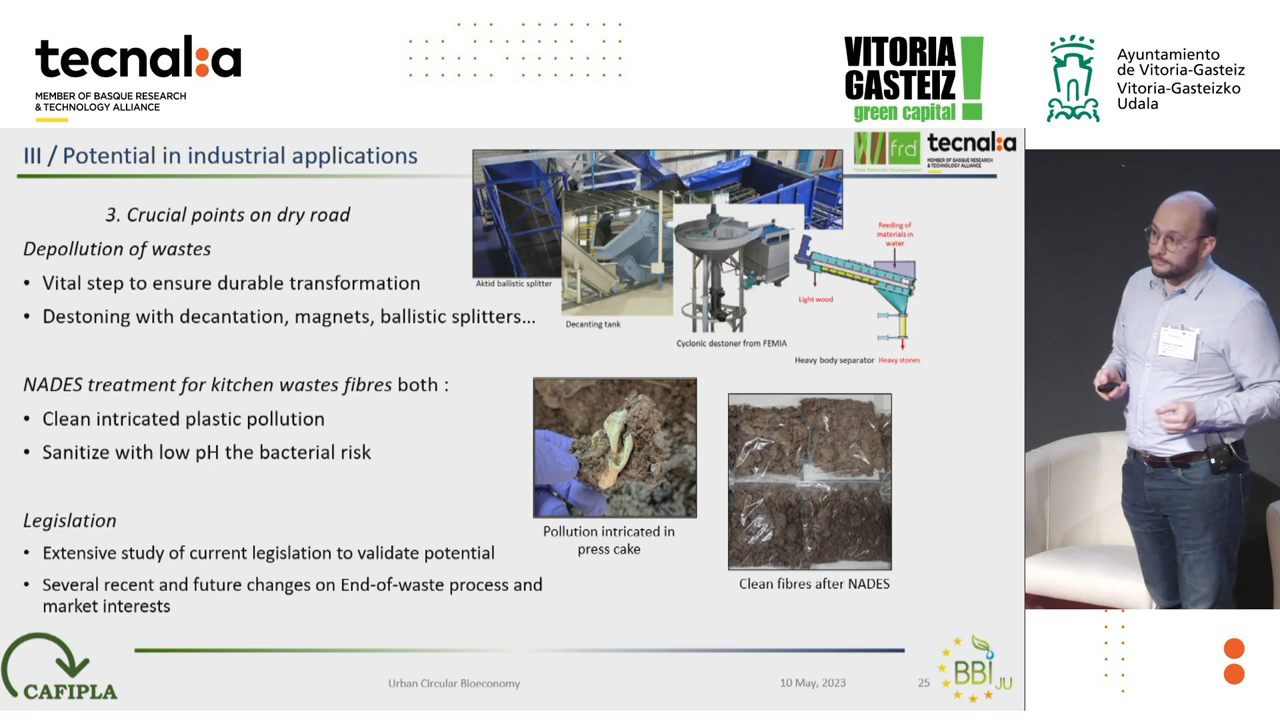 tecnal:a
MEMBER OF BASQUE RESEARCH
& TECHNOLOGY ALLIANCE
VITORIA
GASTEIZ
green capital
!
Ayuntamiento
de Vitoria-Gasteiz
Vitoria-Gasteizko
Udala
III / Potential in industrial applications
frd
tecnal:a
MEMBER OF BASQUE RESEARCH
& TECHNOLOGY ALLIANCE
3. Crucial points on dry road
Depollution of wastes
• Vital step to ensure durable transformation
• Destoning with decantation, magnets, ballistic splitters...
Aktid ballistic splitter
Decanting tank
Cyclonic destoner from FEMIA
Feeding of
materials in
water
Light wood
Heavy body separator
Heavy stones
NADES treatment for kitchen wastes fibres both :
• Clean intricated plastic pollution
• Sanitize with low pH the bacterial risk
Pollution intricated in
press cake
Clean fibres after NADES
Legislation
• Extensive study of current legislation to validate potential
• Several recent and future changes on End-of-waste process and
market interests
CAFIPLA
Urban Circular Bioeconomy
10 May, 2023
25
BBI JU